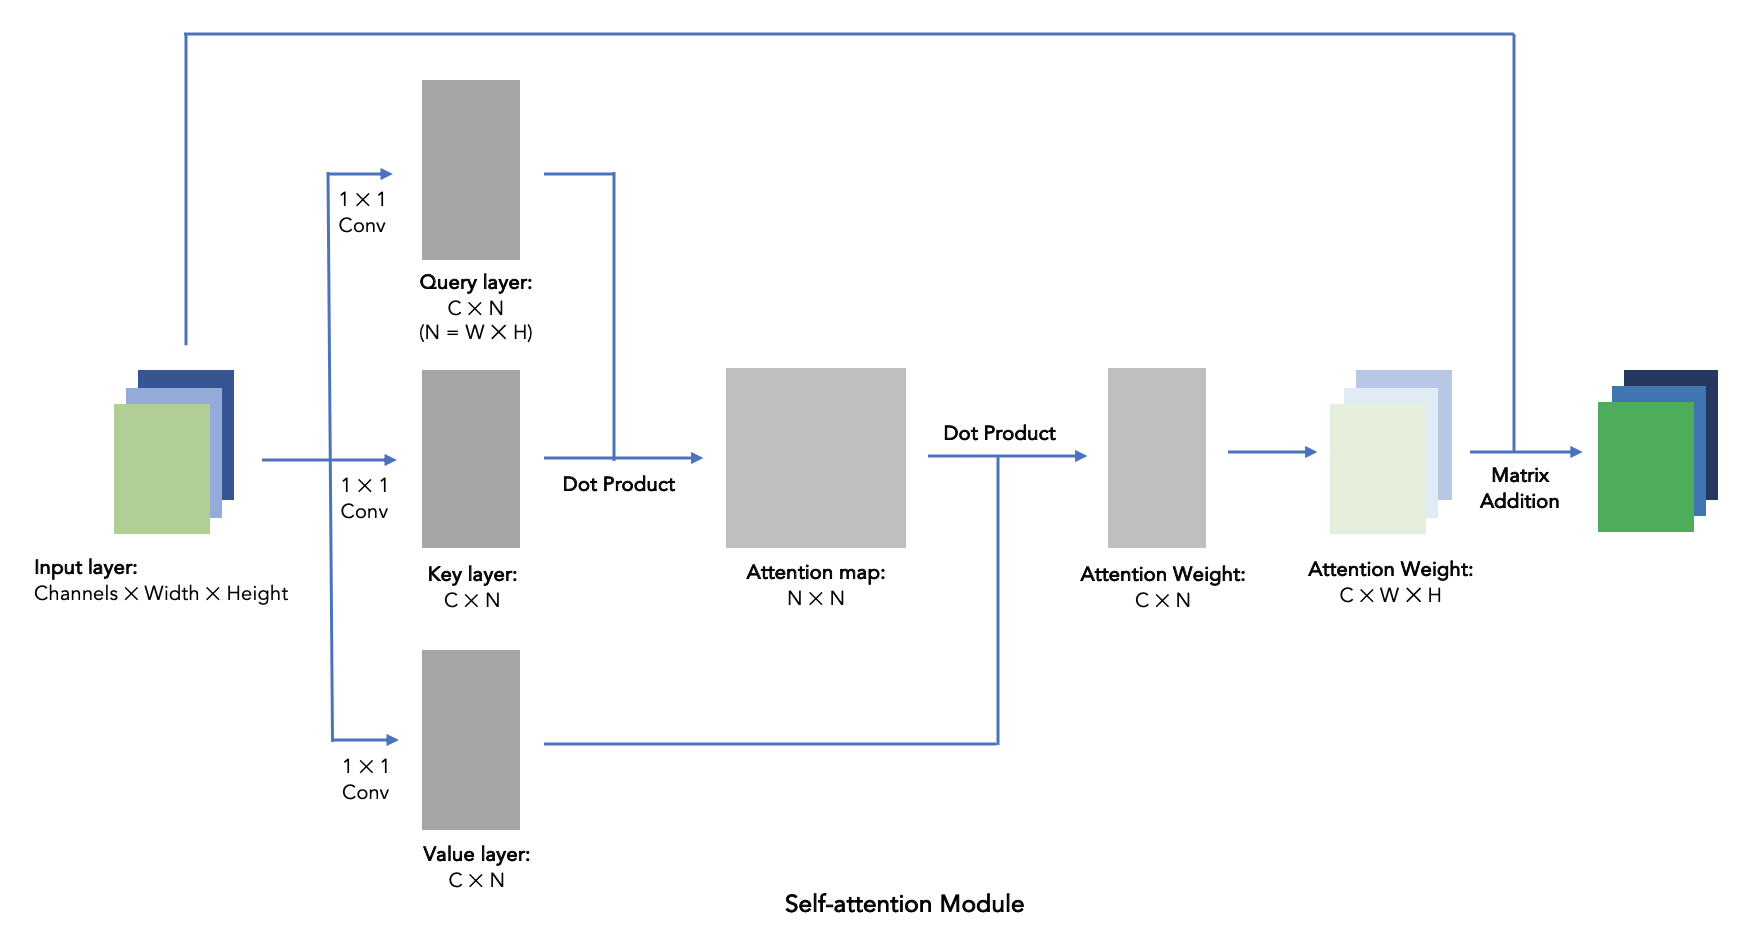 1 × 1
Conv
Query layer:
C × N
(N = W × H)
Input layer:
Channels × Width × Height
1 × 1
Conv
Key layer:
C × N
Dot Product
Attention map:
N × N
Dot Product
Attention Weight:
C × N
Attention Weight:
C × W × H
Matrix
Addition
1 × 1
Conv
Value layer:
C × N
Self-attention Module